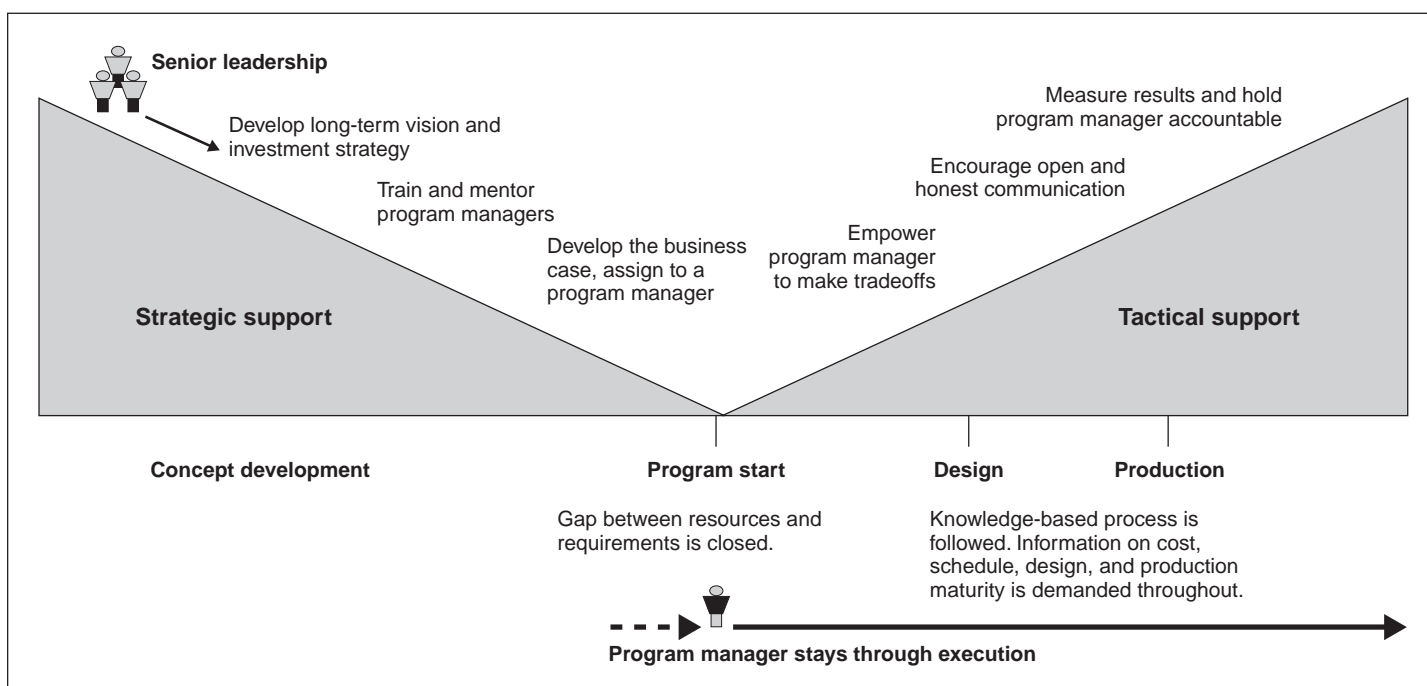 Senior leadership
Develop long-term vision and
investment strategy
Train and mentor
program managers
Develop the business
case, assign to a
program manager
Empower
program manager
to make tradeoffs
Encourage open and
honest communication
Measure results and hold
program manager accountable
Strategic support
Tactical support
Concept development
Program start
Design
Production
Gap between resources and
requirements is closed.
Knowledge-based process is
followed. Information on cost,
schedule, design, and production
maturity is demanded throughout.
Program manager stays through execution